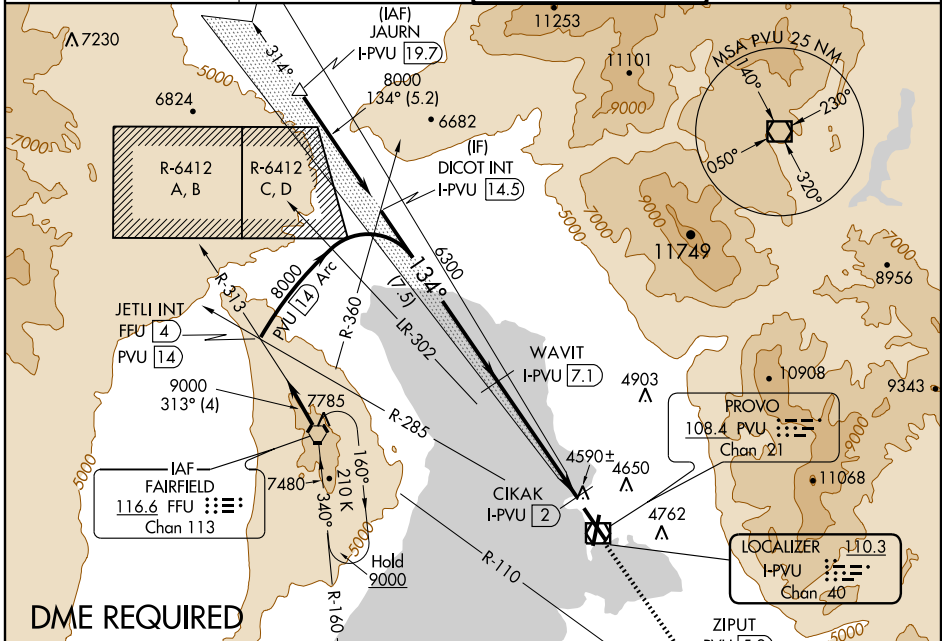 11253
(IAF)
JAURN
I-PVU 19.7
7230
5000
314°
8000
134° (5.2)
11101
9000
MSA PVU 25 NM
140°
230°
050°
320°
6824
6682
7000
R-6412
A, B
R-6412
C, D
(IF)
DICOT INT
I-PVU 14.5
5000
7000
9000
11749
8956
6300
134°
(7.5)
R-313
8000
PVU 14 Arc
R-360
LR-302
JETLI INT
FFU 4
PVU 14
WAVIT
I-PVU 7.1
4903
10908
9343
9000
313° (4)
7785
R-285
PROVO
108.4 PVU
Chan 21
IAF
FAIRFIELD
116.6 FFU
Chan 113
7480
160°
210 K
340°
4590±
4650
CIKAK
I-PVU 2
11068
4762
5000
5000
Hold
9000
R-110
R-160
LOCALIZER 110.3
I-PVU
Chan 40
DME REQUIRED
ZIPUT
5000